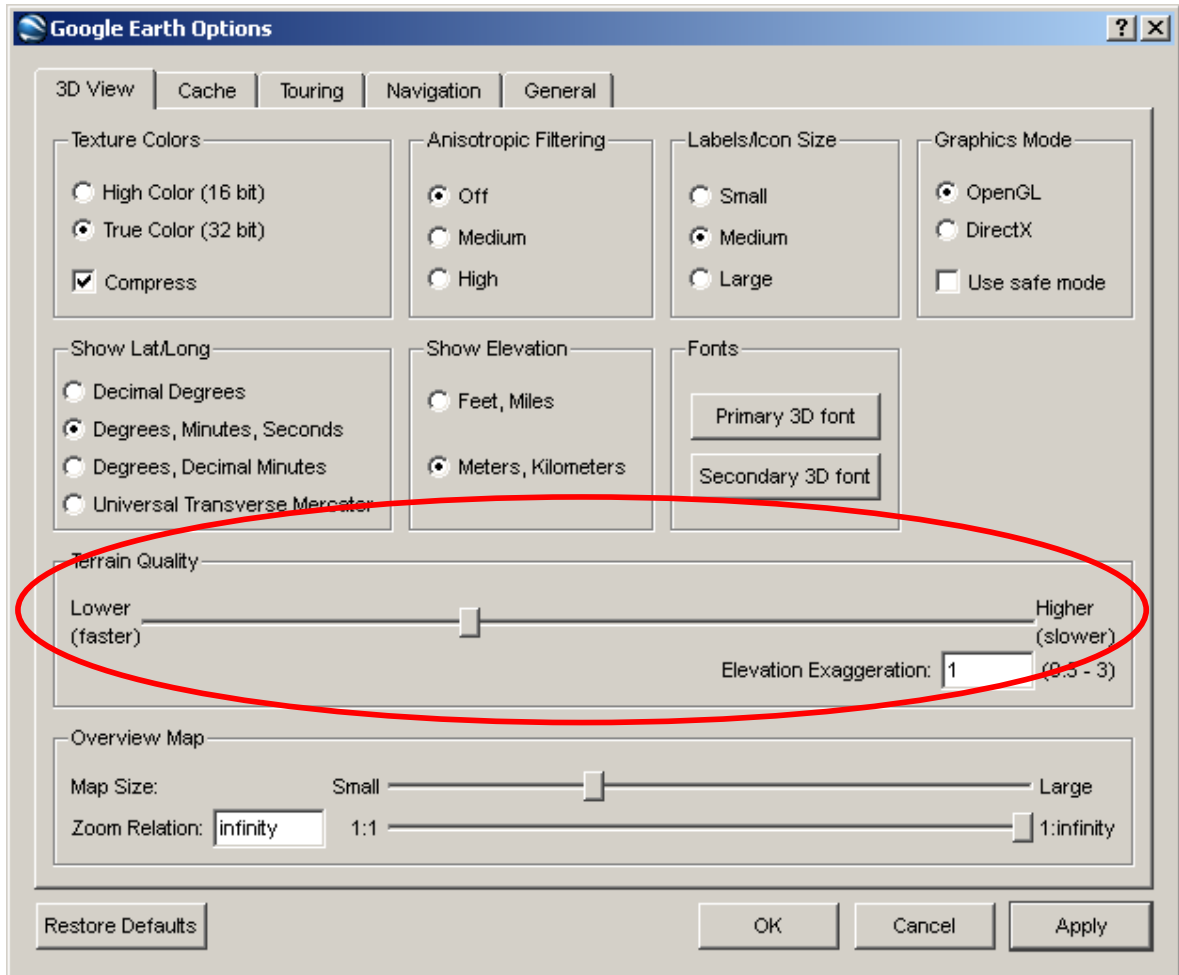 Google Earth Options
3D View Cache Touring Navigation General
Texture Colors
High Color (16 bit)
True Color (32 bit)
Compress
Anisotropic Filtering
Off
Medium
High
Labels/Icon Size
Small
Medium
Large
Graphics Mode
OpenGL
DirectX
Use safe mode
Show Lat/Long
Decimal Degrees
Degrees, Minutes, Seconds
Degrees, Decimal Minutes
Universal Transverse Mercator
Show Elevation
Feet, Miles
Meters, Kilometers
Fonts
Primary 3D font
Secondary 3D font
Terrain Quality
Lower
(faster)
Higher
(slower)
Elevation Exaggeration: 1 (0.5 - 3)
Overview Map
Map Size: Small Large
Zoom Relation: infinity 1:1 1:infinity
Restore Defaults OK Cancel Apply